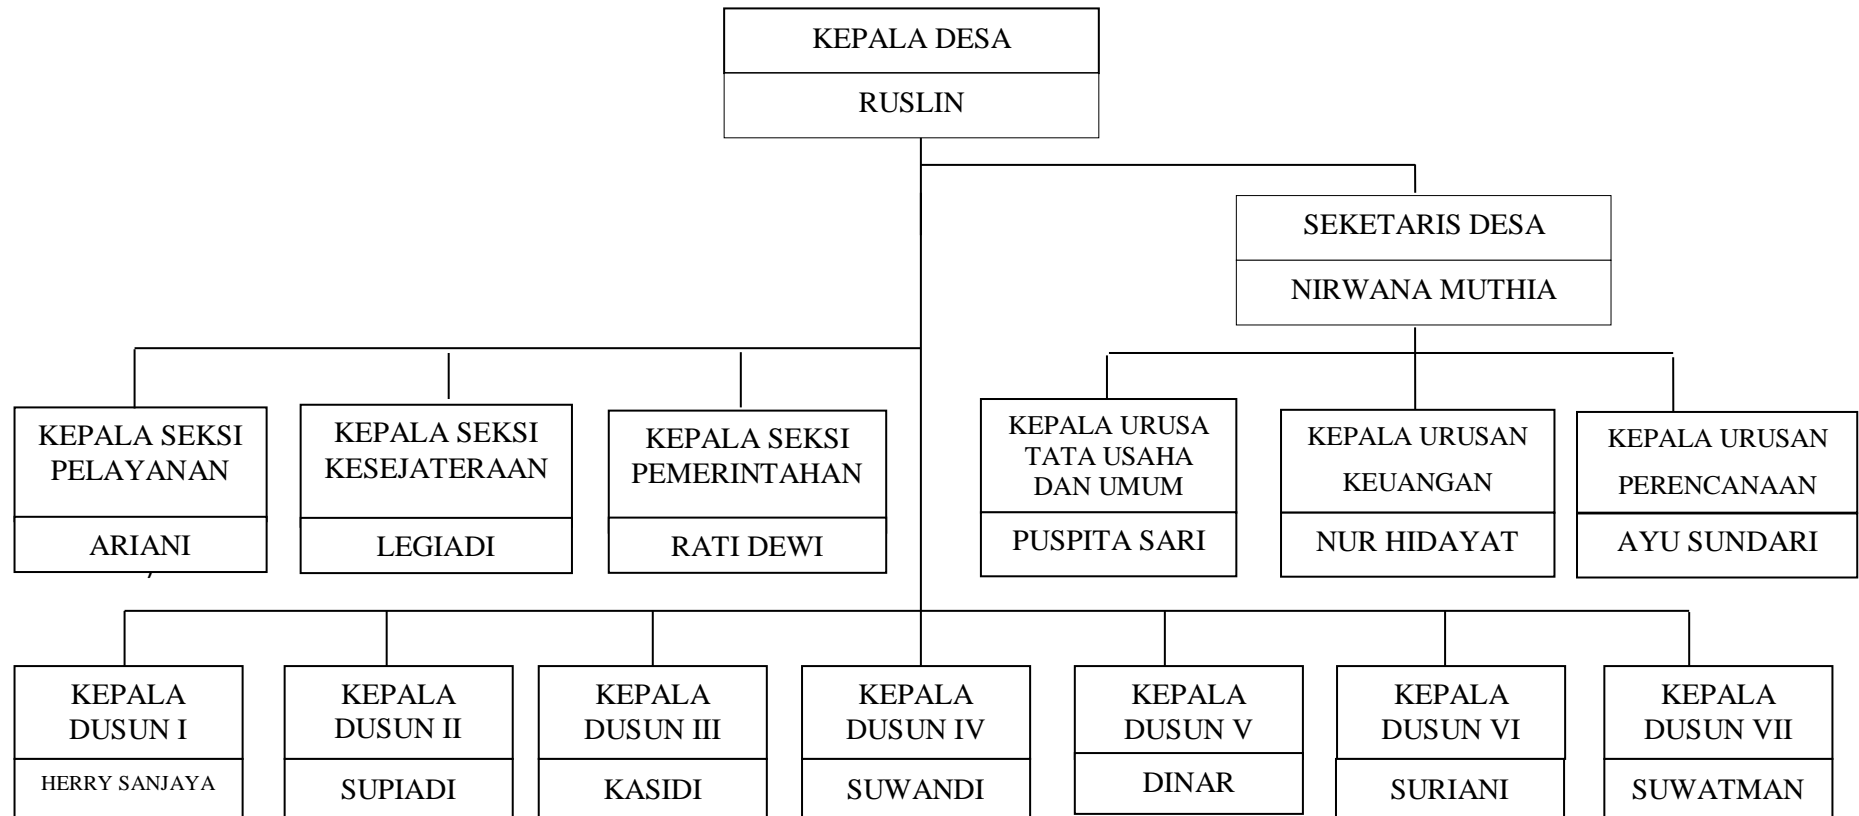 KEPALA DESA
RUSLIN
SEKETARIS DESA
NIRWANA MUTHIA
KEPALA SEKSI
PELAYANAN
ARIANI
KEPALA SEKSI
KESEJATERAAN
LEGIADI
KEPALA SEKSI
PEMERINTAHAN
RATI DEWI
KEPALA URUSA
TATA USAHA
DAN UMUM
PUSPITA SARI
KEPALA URUSAN
KEUANGAN
NUR HIDAYAT
KEPALA URUSAN
PERENCANAAN
AYU SUNDARI
,
KEPALA
DUSUN I
HERRY SANJAYA
KEPALA
DUSUN II
SUPIADI
KEPALA
DUSUN III
KASIDI
KEPALA
DUSUN IV
SUWANDI
KEPALA
DUSUN V
DINAR
KEPALA
DUSUN VI
SURIANI
KEPALA
DUSUN VII
SUWATMAN